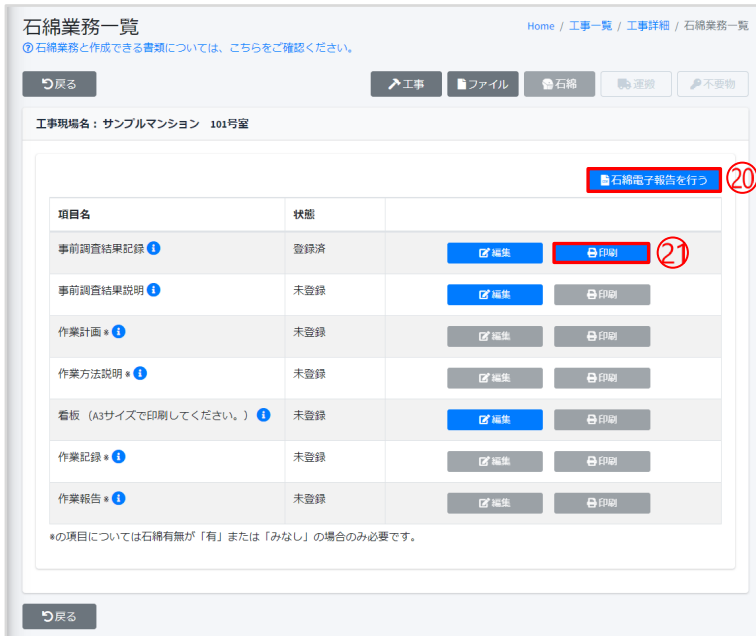 石綿業務一覧
Home / 工事一覧 / 工事詳細 / 石綿業務一覧
石綿業務と作成できる書類については、こちらをご確認ください。
戻る 工事 ファイル 石綿 運搬 不要物
工事現場名： サンプルマンション 101号室
石綿電子報告を行う ⑳
項目名 状態
事前調査結果記録 登録済 編集 印刷 ㉑
事前調査結果説明 未登録 編集 印刷
作業計画※ 未登録 編集 印刷
作業方法説明※ 未登録 編集 印刷
看板 （A3サイズで印刷してください。） 未登録 編集 印刷
作業記録※ 未登録 編集 印刷
作業報告※ 未登録 編集 印刷
※の項目については石綿有無が「有」または「みなし」の場合のみ必要です。
戻る